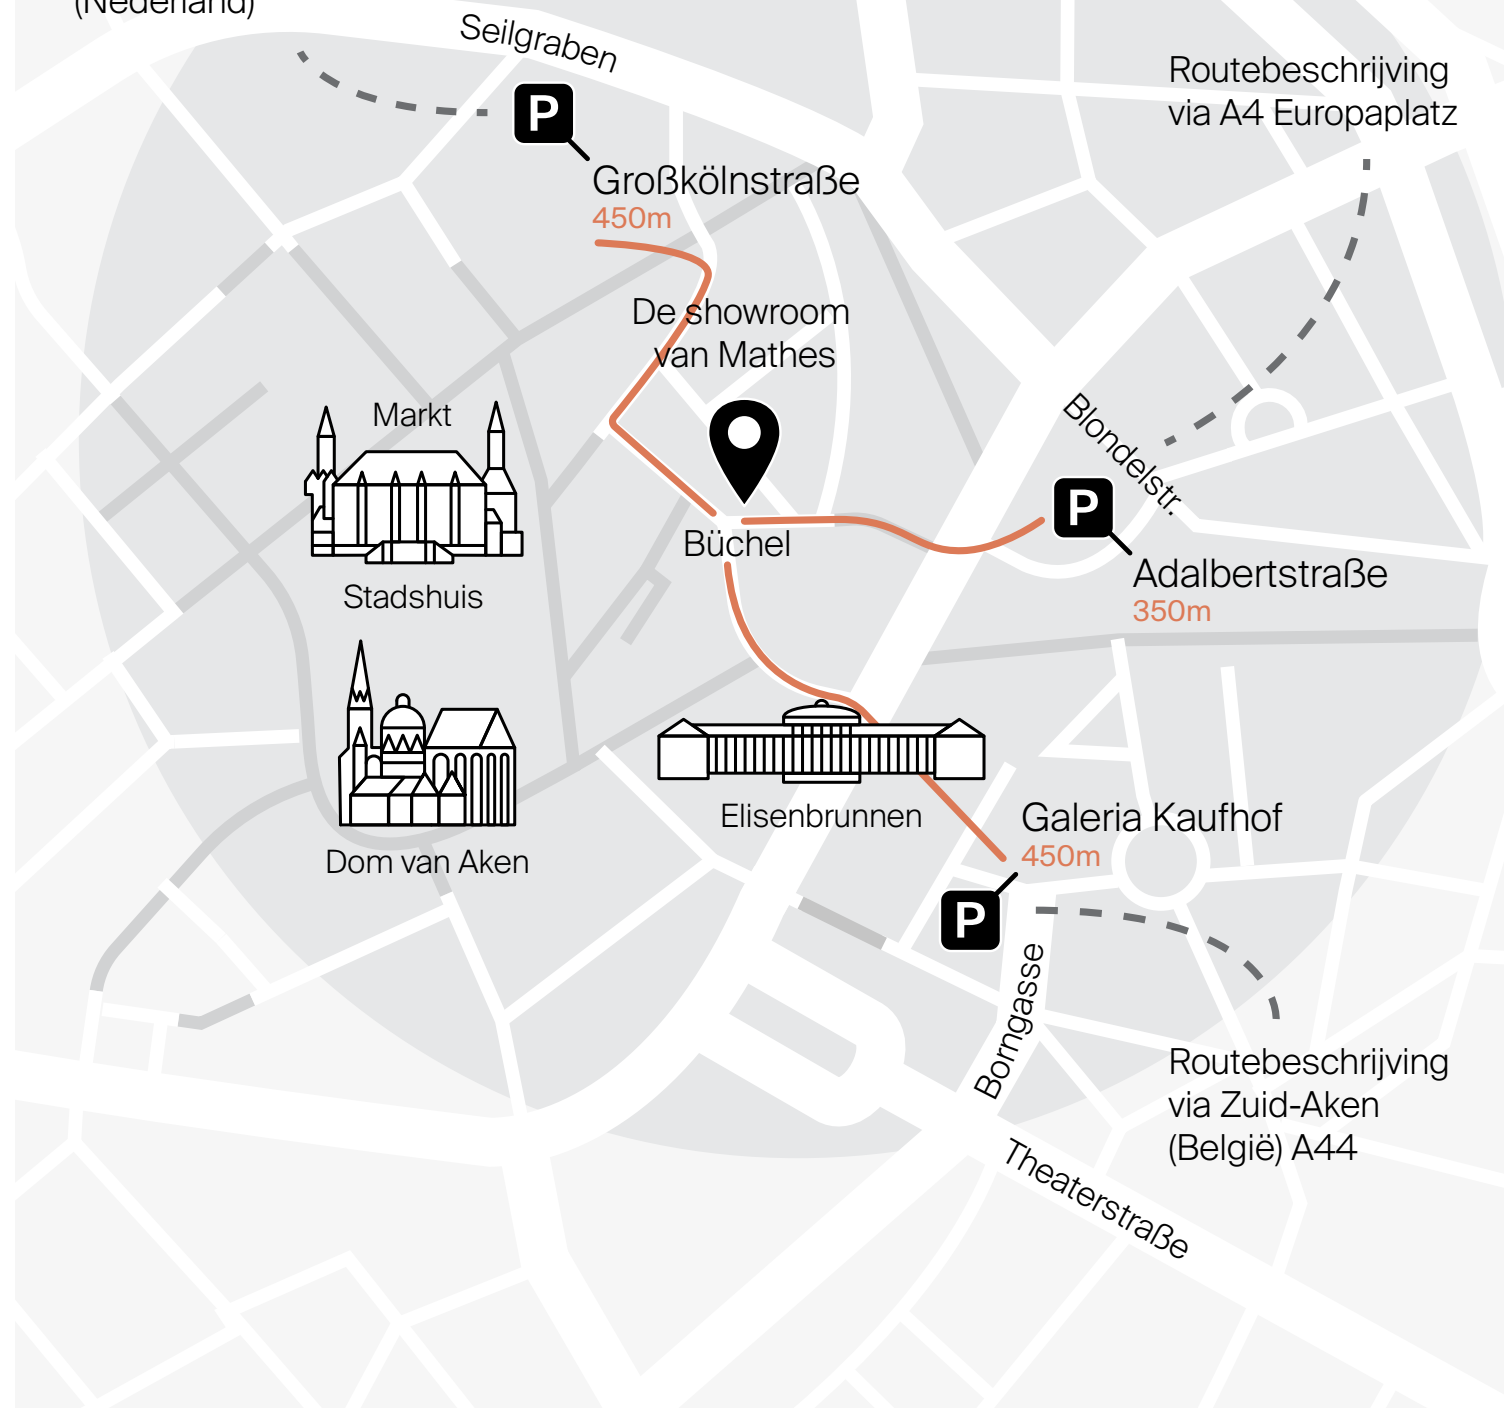 (Nederland)
Seilgraben
Routebeschrijving
via A4 Europaplatz
P
Großkölnstraße
450m
De showroom
van Mathes
Markt
Stadshuis
Blondelstr.
P
Büchel
Adalbertstraße
350m
Elisenbrunnen
Dom van Aken
Galeria Kaufhof
450m
P
Borngasse
Routebeschrijving
via Zuid-Aken
(België) A44
Theaterstraße